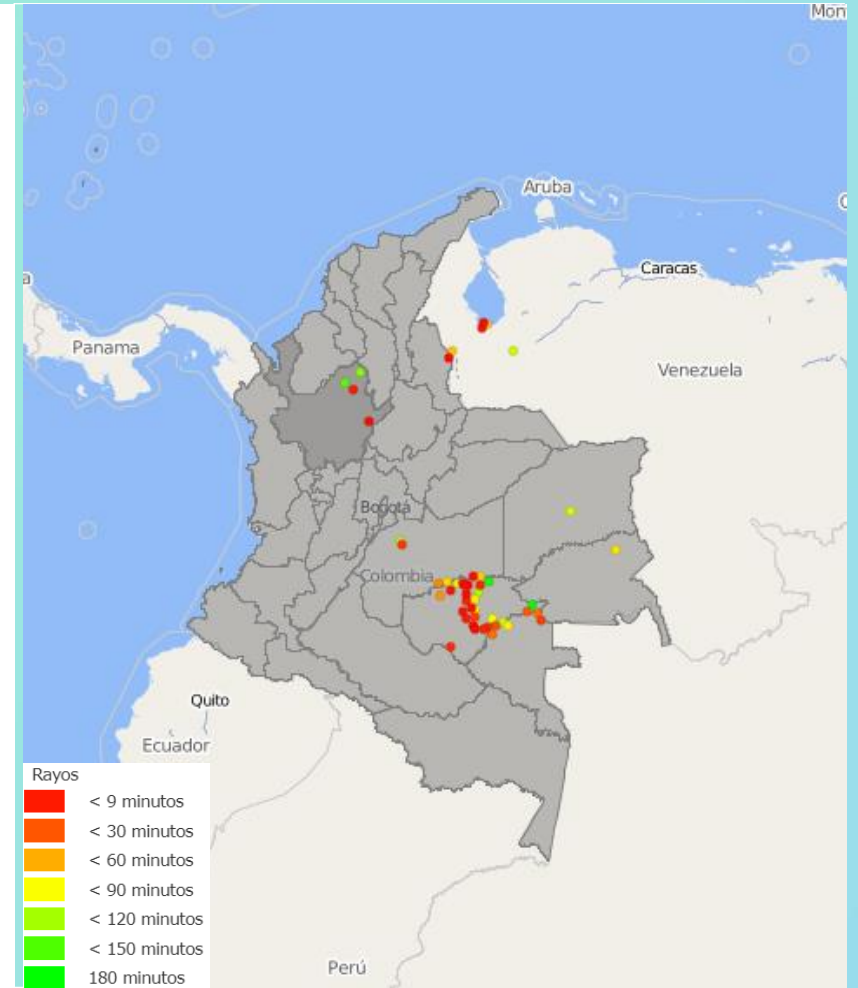 Mon
Aruba
C
Caracas
a
Panama
Venezuela
Bogotá
Colombia
Quito
Ecuador
Rayos
< 9 minutos
< 30 minutos
< 60 minutos
< 90 minutos
< 120 minutos
< 150 minutos
180 minutos
Perú